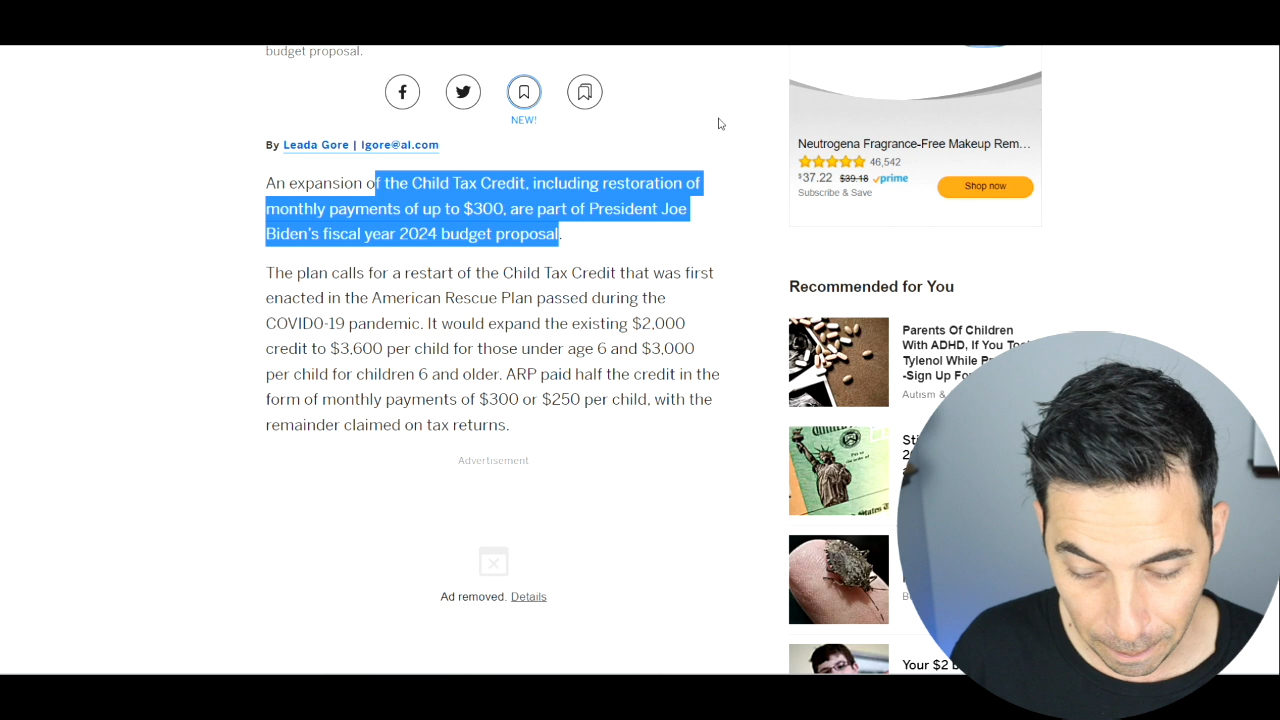 budget proposal.
NEW!
By Leada Gore | lgore@al.com
An expansion of the Child Tax Credit, including restoration of
monthly payments of up to $300, are part of President Joe
Biden's fiscal year 2024 budget proposal.
The plan calls for a restart of the Child Tax Credit that was first
enacted in the American Rescue Plan passed during the
COVID0-19 pandemic. It would expand the existing $2,000
credit to $3,600 per child for those under age 6 and $3,000
per child for children 6 and older. ARP paid half the credit in the
form of monthly payments of $300 or $250 per child, with the
remainder claimed on tax returns.
Advertisement
Ad removed. Details
Neutrogena Fragrance-Free Makeup Rem...
46,542
$37.22 $39.18 prime
Subscribe & Save
Shop now
Recommended for You
Parents Of Children
With ADHD, If You
Tylenol While
-Sign Up
Autism &
Your $2